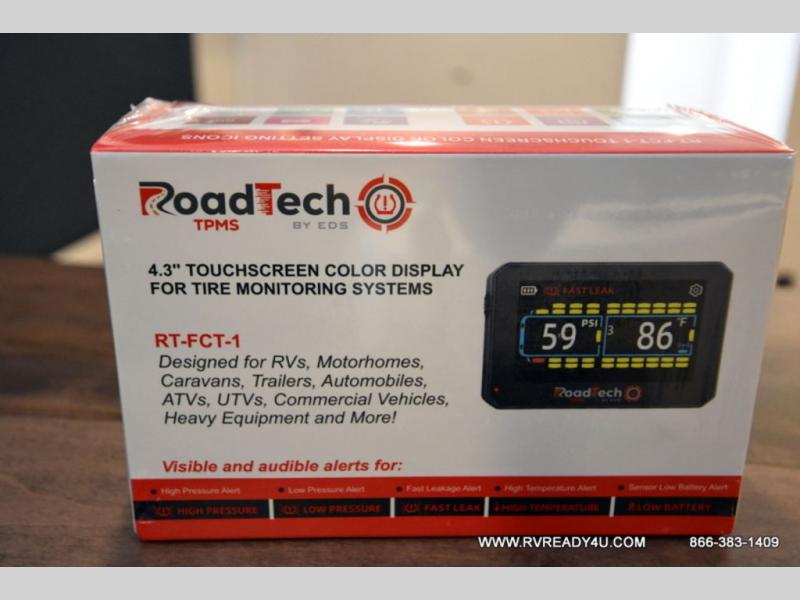 RT-FCT-1 TOUCHSCREEN COLOR DISPLAY SETTING ICONS
RoadTech
TPMS BY EDS
4.3" TOUCHSCREEN COLOR DISPLAY
FOR TIRE MONITORING SYSTEMS
RT-FCT-1
Designed for RVs, Motorhomes,
Caravans, Trailers, Automobiles,
ATVs, UTVs, Commercial Vehicles,
Heavy Equipment and More!
FAST LEAK
59 PSI 3 86 °F
RoadTech
TPMS BY EDS
Visible and audible alerts for:
High Pressure Alert Low Pressure Alert Fast Leakage Alert High Temperature Alert Sensor Low Battery Alert
HIGH PRESSURE LOW PRESSURE FAST LEAK HIGH TEMPERATURE LOW BATTERY
WWW.RVREADY4U.COM 866-383-1409